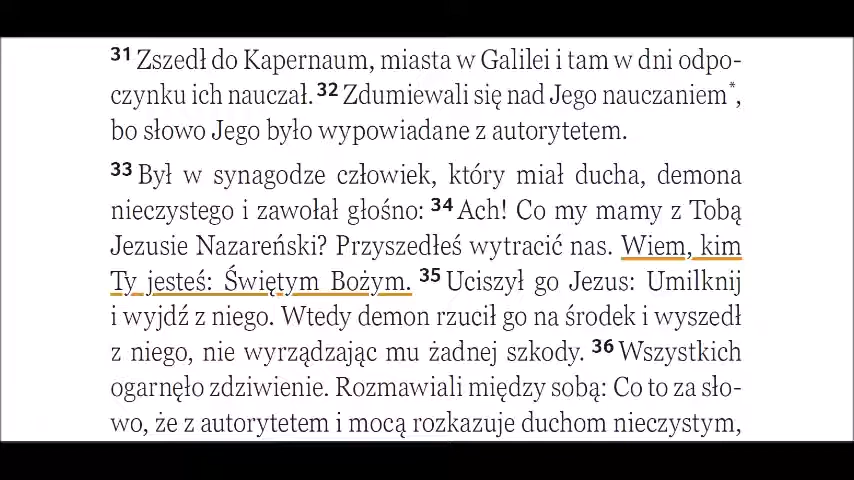 31 Zszedł do Kapernaum, miasta w Galilei i tam w dni odpo-
czynku ich nauczał. 32 Zdumiewali się nad Jego nauczaniem*,
bo słowo Jego było wypowiadane z autorytetem.
33 Był w synagodze człowiek, który miał ducha, demona
nieczystego i zawołał głośno: 34 Ach! Co my mamy z Tobą
Jezusie Nazareński? Przyszedłeś wytracić nas. Wiem, kim
Ty jesteś: Świętym Bożym. 35 Uciszył go Jezus: Umilknij
i wyjdź z niego. Wtedy demon rzucił go na środek i wyszedł
z niego, nie wyrządzając mu żadnej szkody. 36 Wszystkich
ogarnęło zdziwienie. Rozmawiali między sobą: Co to za sło-
wo, że z autorytetem i mocą rozkazuje duchom nieczystym,